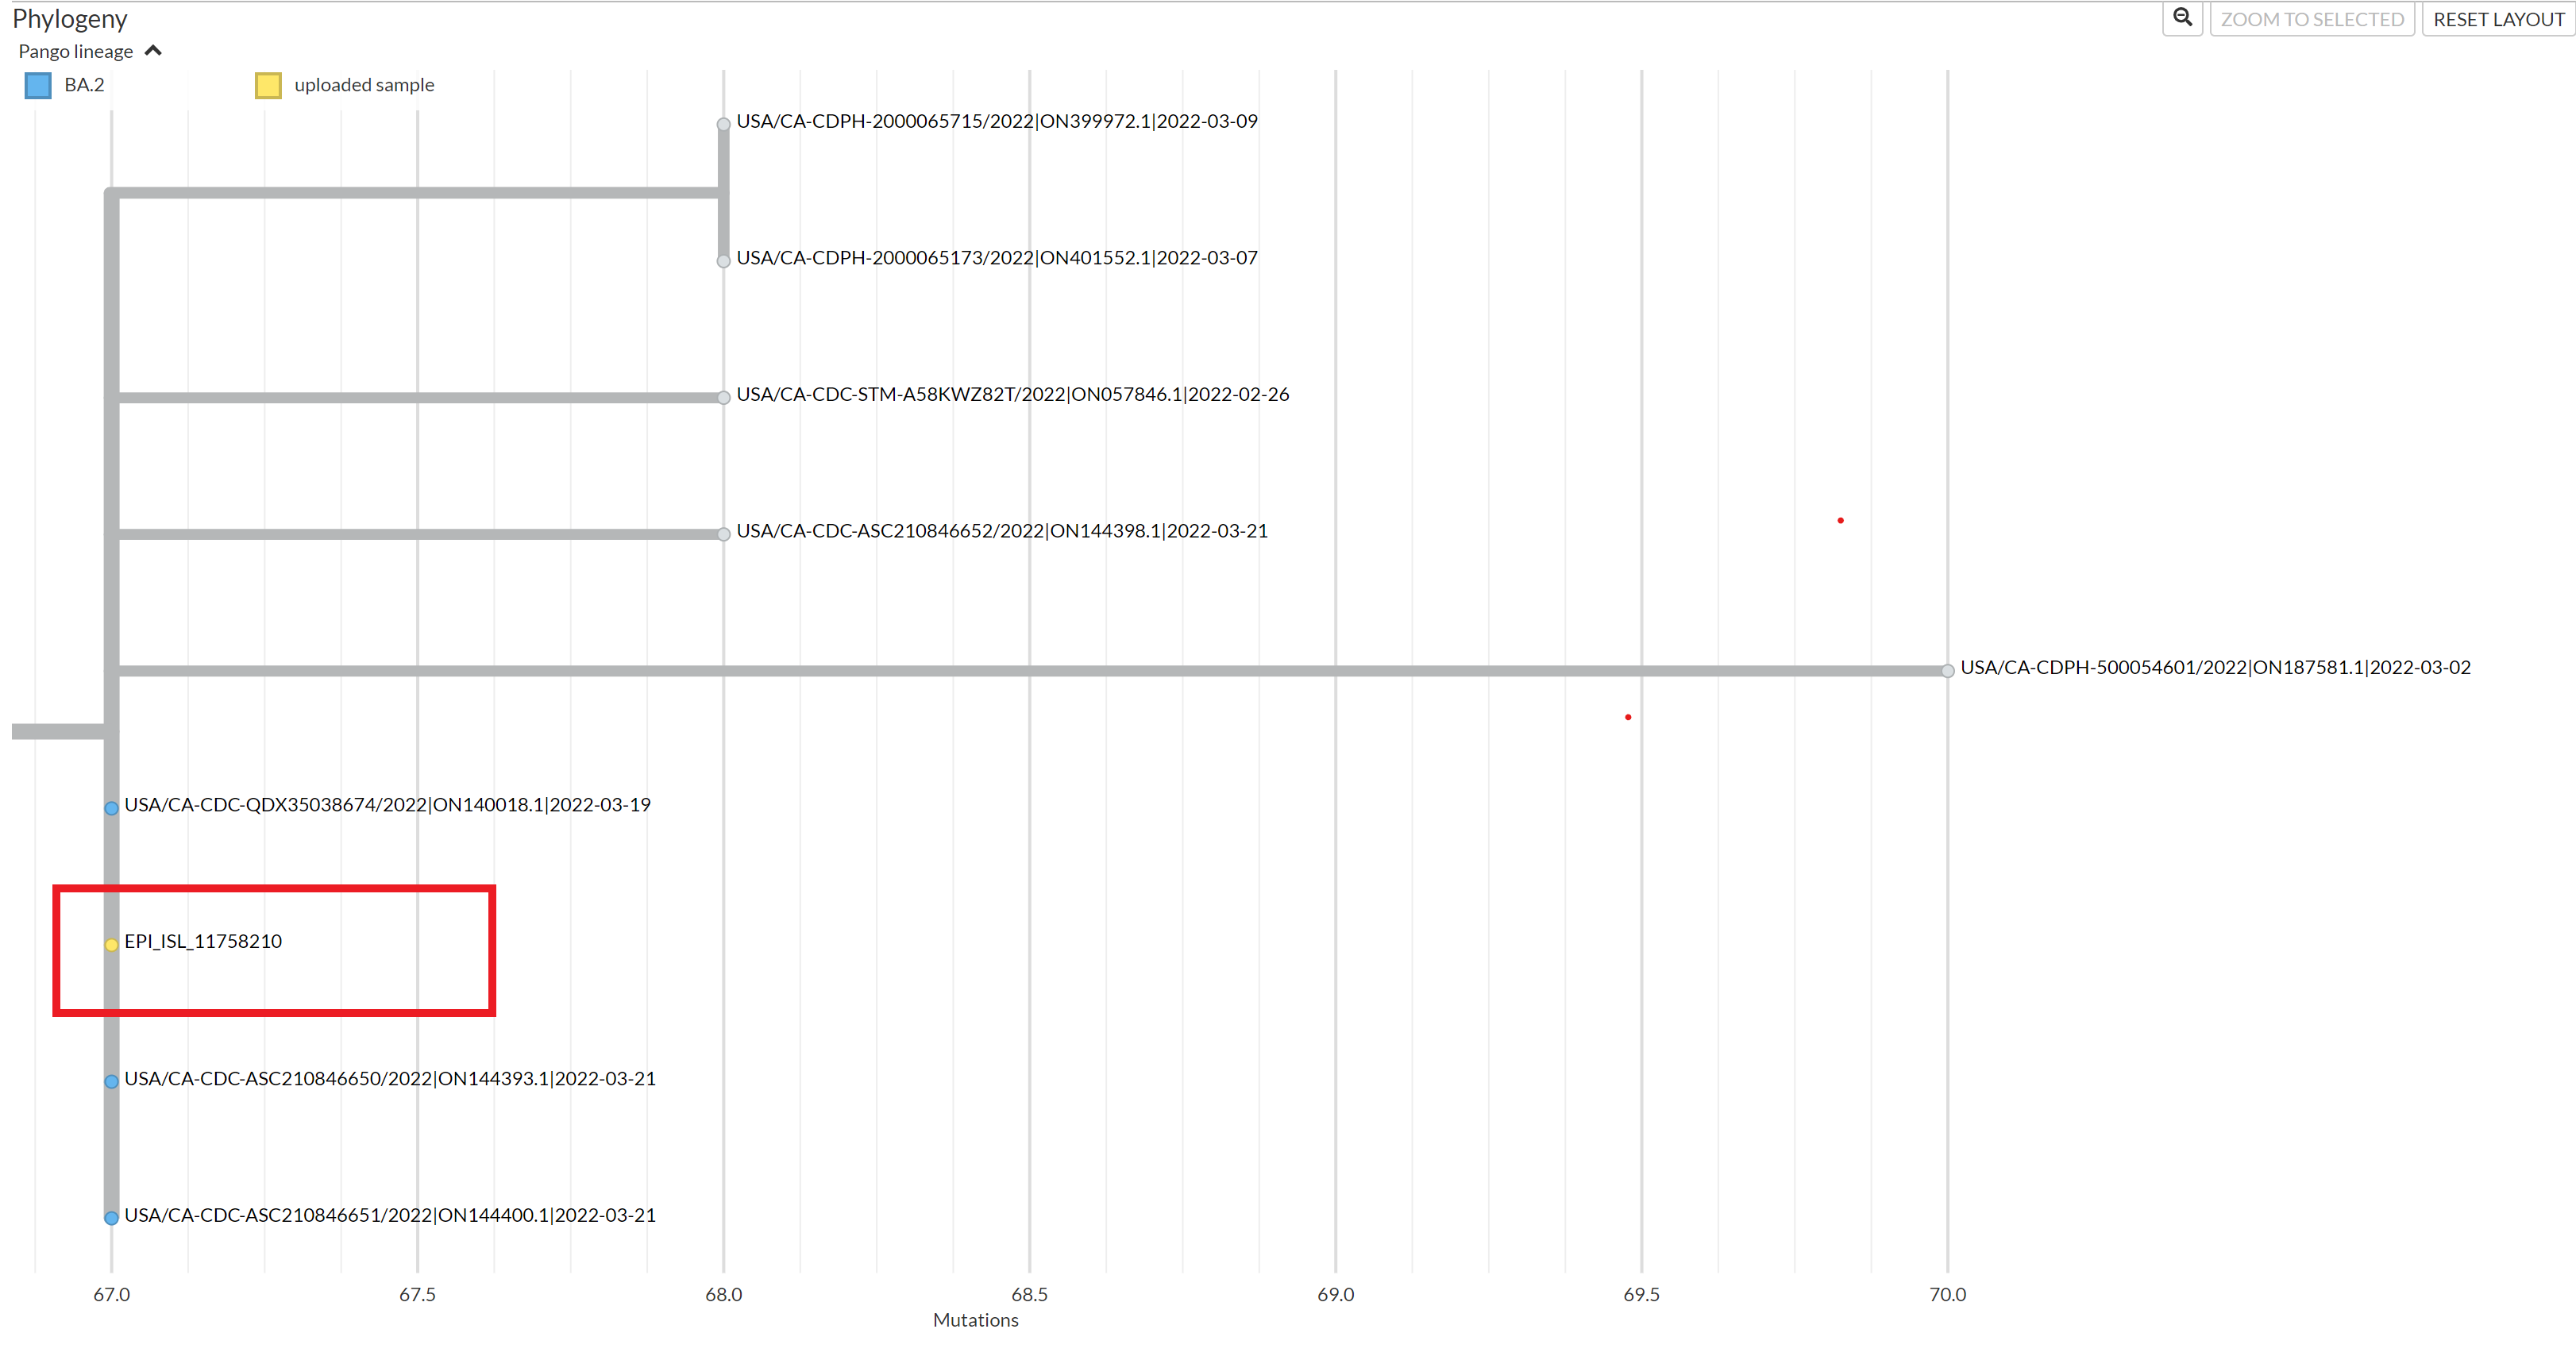 Phylogeny
ZOOM TO SELECTED
RESET LAYOUT
Pango lineage
BA.2
uploaded sample
USA/CA-CDPH-2000065715/2022|ON399972.1|2022-03-09
USA/CA-CDPH-2000065173/2022|ON401552.1|2022-03-07
USA/CA-CDC-STM-A58KWZ82T/2022|ON057846.1|2022-02-26
USA/CA-CDC-ASC210846652/2022|ON144398.1|2022-03-21
USA/CA-CDPH-500054601/2022|ON187581.1|2022-03-02
USA/CA-CDC-QDX35038674/2022|ON140018.1|2022-03-19
EPI_ISL_11758210
USA/CA-CDC-ASC210846650/2022|ON144393.1|2022-03-21
USA/CA-CDC-ASC210846651/2022|ON144400.1|2022-03-21
67.0 67.5 68.0 68.5 69.0 69.5 70.0
Mutations